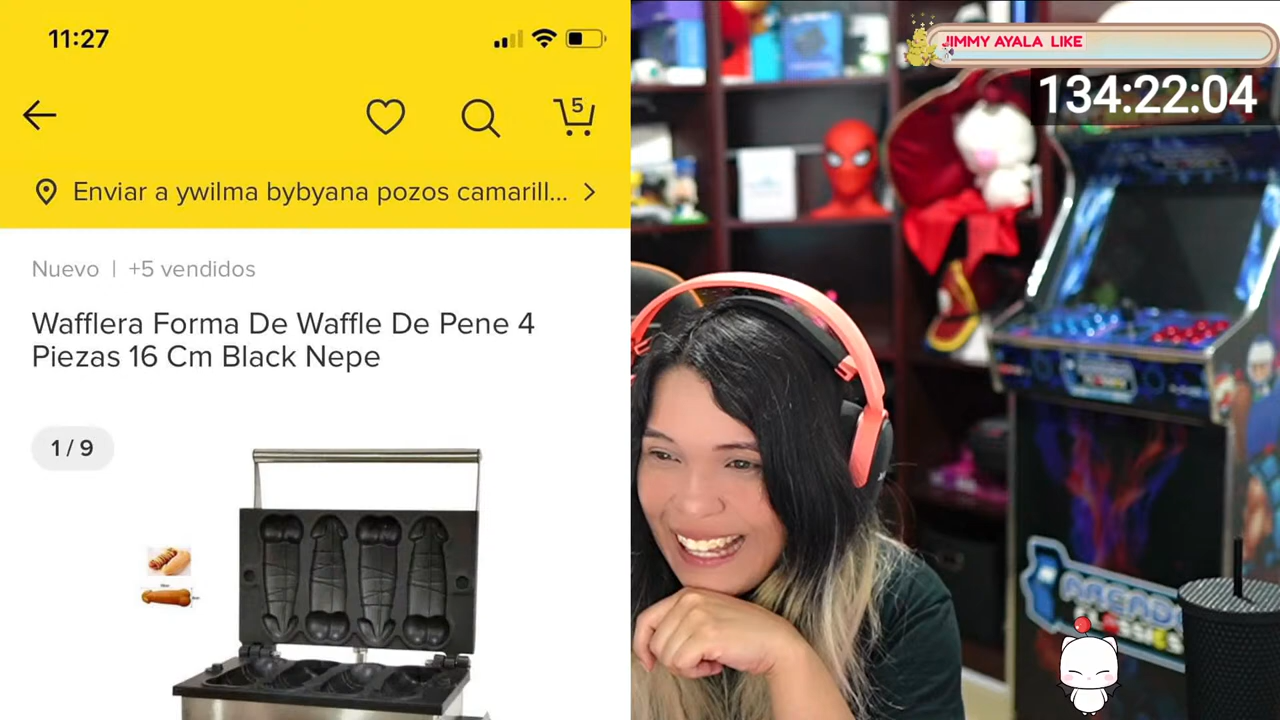 11:27
5
Enviar a ywilma bybyana pozos camarill...
Nuevo | +5 vendidos
Wafflera Forma De Waffle De Pene 4
Piezas 16 Cm Black Nepe
1 / 9
JIMMY AYALA LIKE
134:22:04